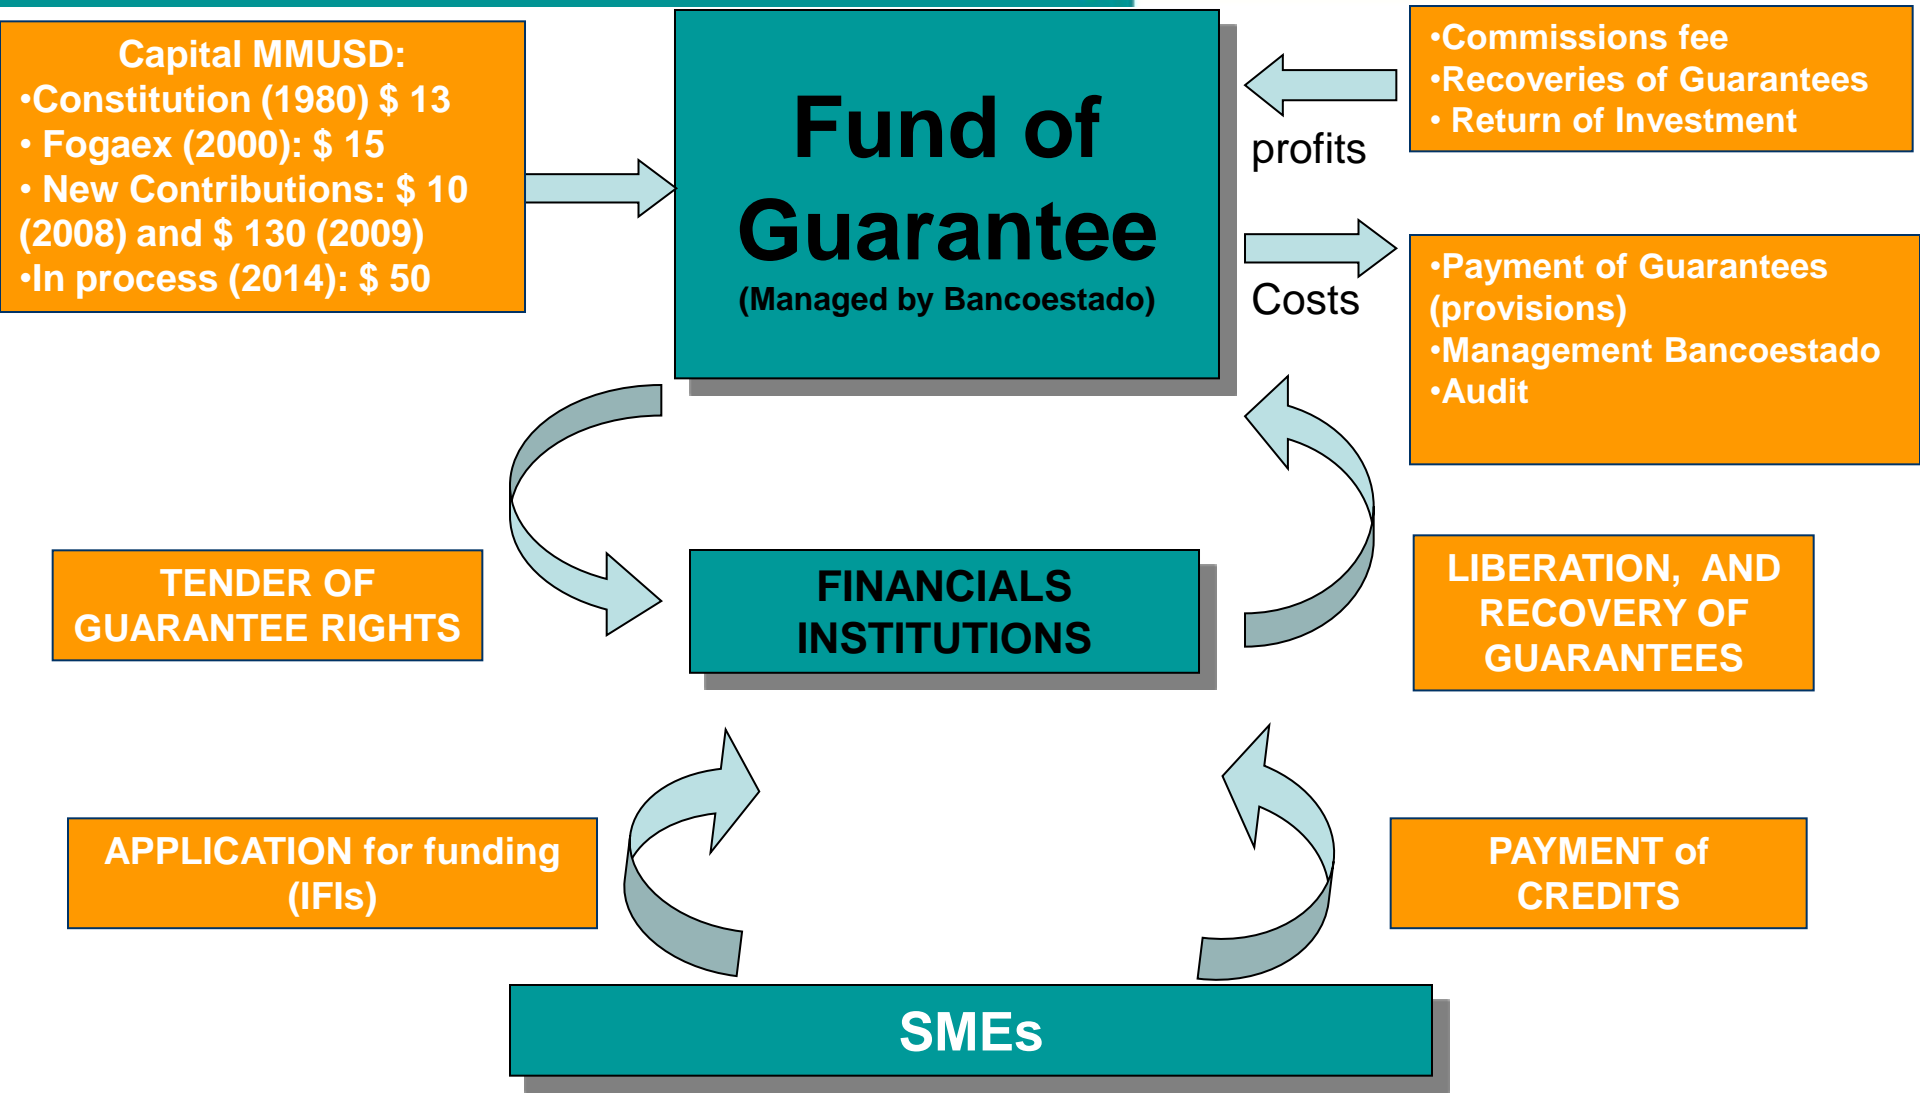 Capital MMUSD:
•Constitution (1980) $ 13
• Fogaex (2000): $ 15
• New Contributions: $ 10
(2008) and $ 130 (2009)
•In process (2014): $ 50
Fund of
Guarantee
(Managed by Bancoestado)
profits
Costs
•Commissions fee
•Recoveries of Guarantees
• Return of Investment
•Payment of Guarantees
(provisions)
•Management Bancoestado
•Audit
TENDER OF
GUARANTEE RIGHTS
FINANCIALS
INSTITUTIONS
LIBERATION, AND
RECOVERY OF
GUARANTEES
APPLICATION for funding
(IFIs)
PAYMENT of
CREDITS
SMEs